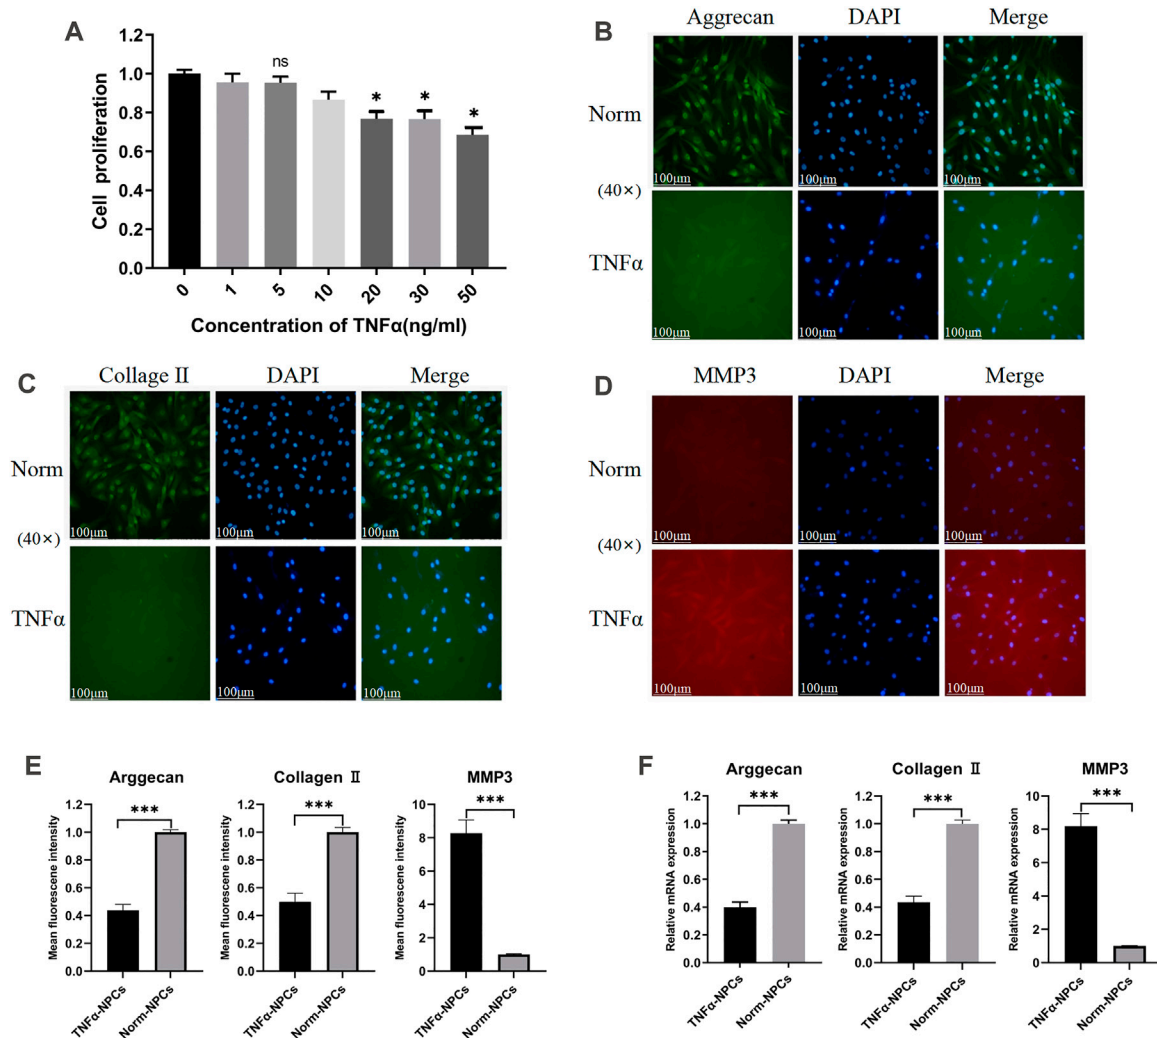 A
1.2
1.0
0.8
0.6
0.4
0.2
0.0
Cell proliferation
ns
*
*
*
0
1
5
10
20
30
50
Concentration of TNFα(ng/ml)
B
Aggrecan
DAPI
Merge
Norm
(40×)
TNFα
100μm
100μm
100μm
100μm
100μm
100μm
C
Collage Ⅱ
DAPI
Merge
Norm
(40×)
TNFα
100μm
100μm
100μm
100μm
100μm
100μm
D
MMP3
DAPI
Merge
Norm
(40×)
TNFα
100μm
100μm
100μm
100μm
100μm
100μm
E
Arggecan
Mean fluorescene intensity
1.2
1.0
0.8
0.6
0.4
0.2
0.0
***
TNFα-NPCs
Norm-NPCs
Collagen Ⅱ
Mean fluorescene intensity
1.2
1.0
0.8
0.6
0.4
0.2
0.0
***
TNFα-NPCs
Norm-NPCs
MMP3
Mean fluorescene intensity
10
8
6
4
2
0
***
TNFα-NPCs
Norm-NPCs
F
Arggecan
Relative mRNA expression
1.2
1.0
0.8
0.6
0.4
0.2
0.0
***
TNFα-NPCs
Norm-NPCs
Collagen Ⅱ
Relative mRNA expression
1.2
1.0
0.8
0.6
0.4
0.2
0.0
***
TNFα-NPCs
Norm-NPCs
MMP3
Relative mRNA expression
10
8
6
4
2
0
***
TNFα-NPCs
Norm-NPCs